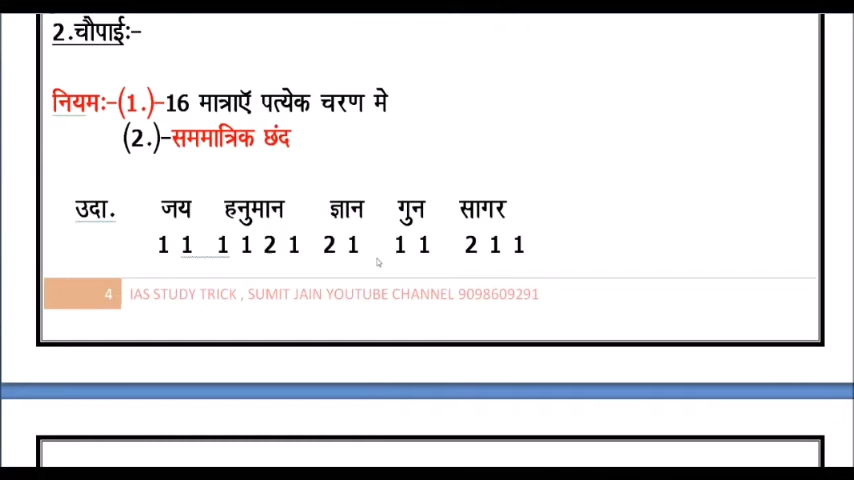 2.चौपाईः-
नियमः-(1.)-16 मात्राऍ पत्येक चरण मे
(2.)-सममात्रिक छंद
उदा. जय हनुमान ज्ञान गुन सागर
1 1 1 1 2 1 2 1 1 1 2 1 1
4 IAS STUDY TRICK , SUMIT JAIN YOUTUBE CHANNEL 9098609291